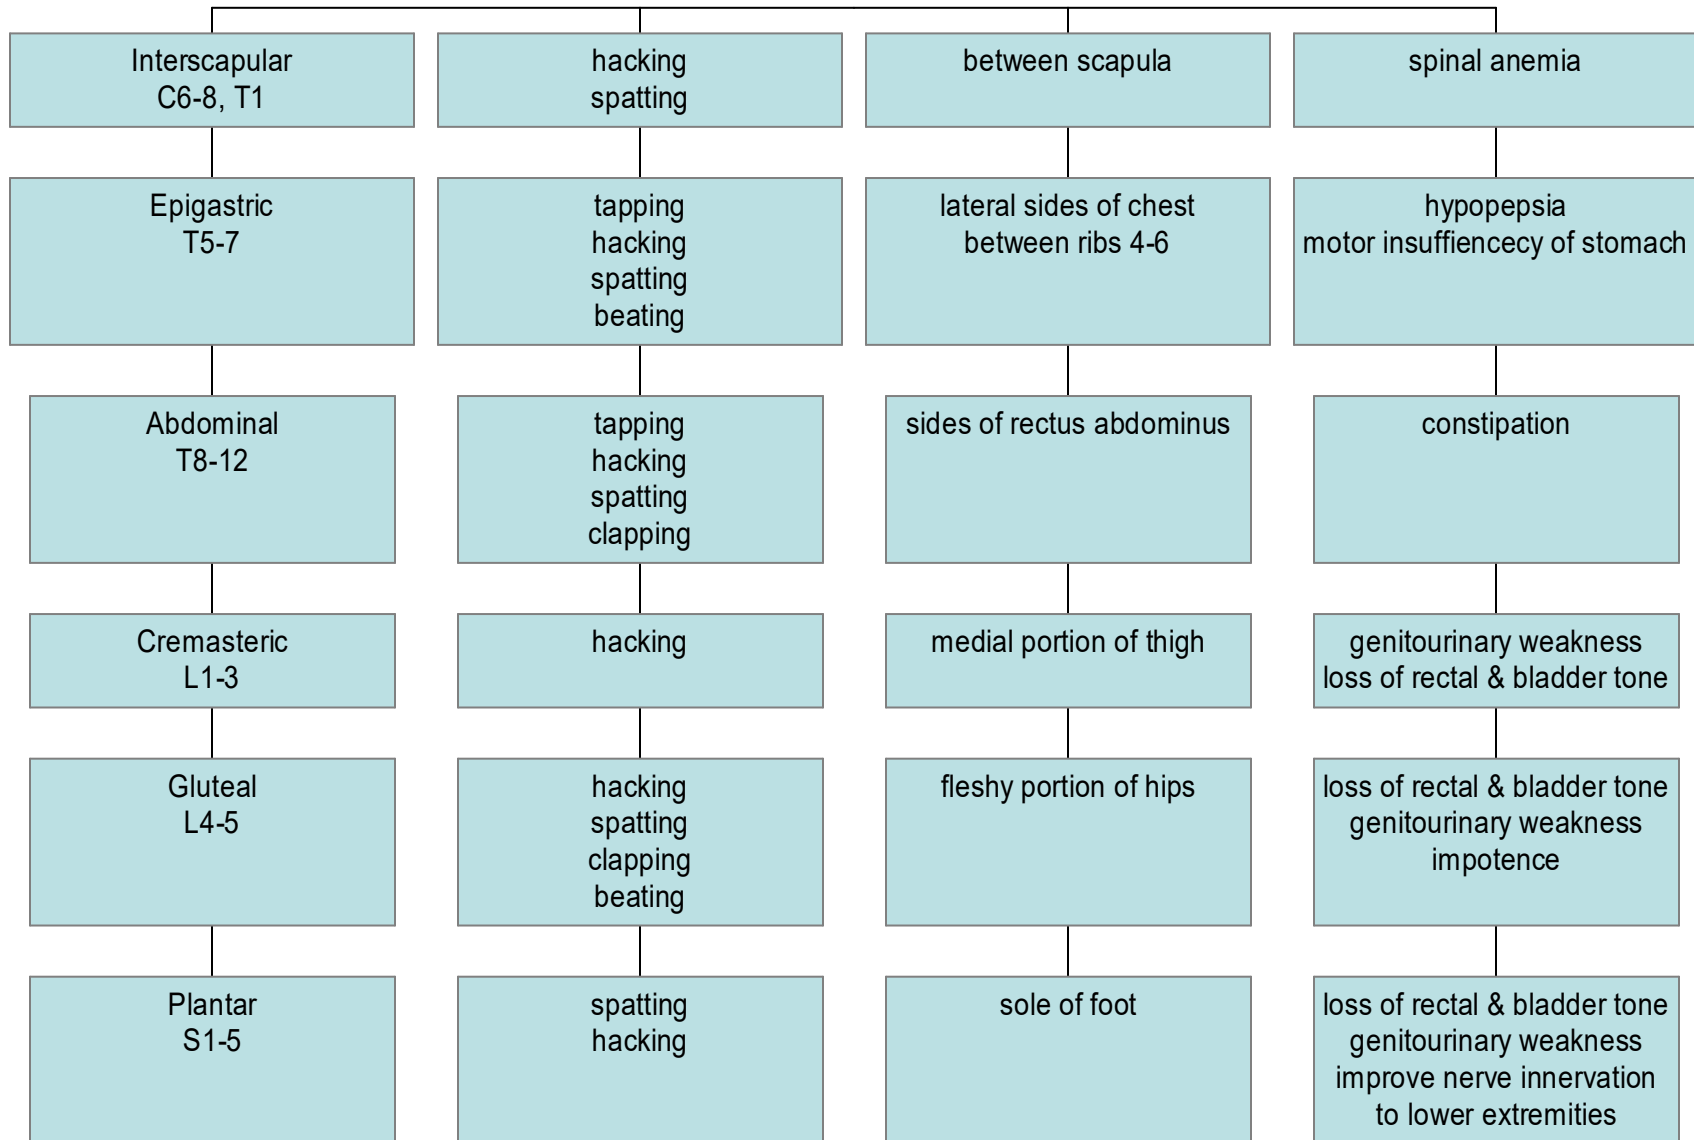 Interscapular
C6-8, T1
hacking
spatting
between scapula
spinal anemia
Epigastric
T5-7
tapping
hacking
spatting
beating
lateral sides of chest
between ribs 4-6
hypopepsia
motor insuffiencecy of stomach
Abdominal
T8-12
tapping
hacking
spatting
clapping
sides of rectus abdominus
constipation
Cremasteric
L1-3
hacking
medial portion of thigh
genitourinary weakness
loss of rectal & bladder tone
Gluteal
L4-5
hacking
spatting
clapping
beating
fleshy portion of hips
loss of rectal & bladder tone
genitourinary weakness
impotence
Plantar
S1-5
spatting
hacking
sole of foot
loss of rectal & bladder tone
genitourinary weakness
improve nerve innervation
to lower extremities